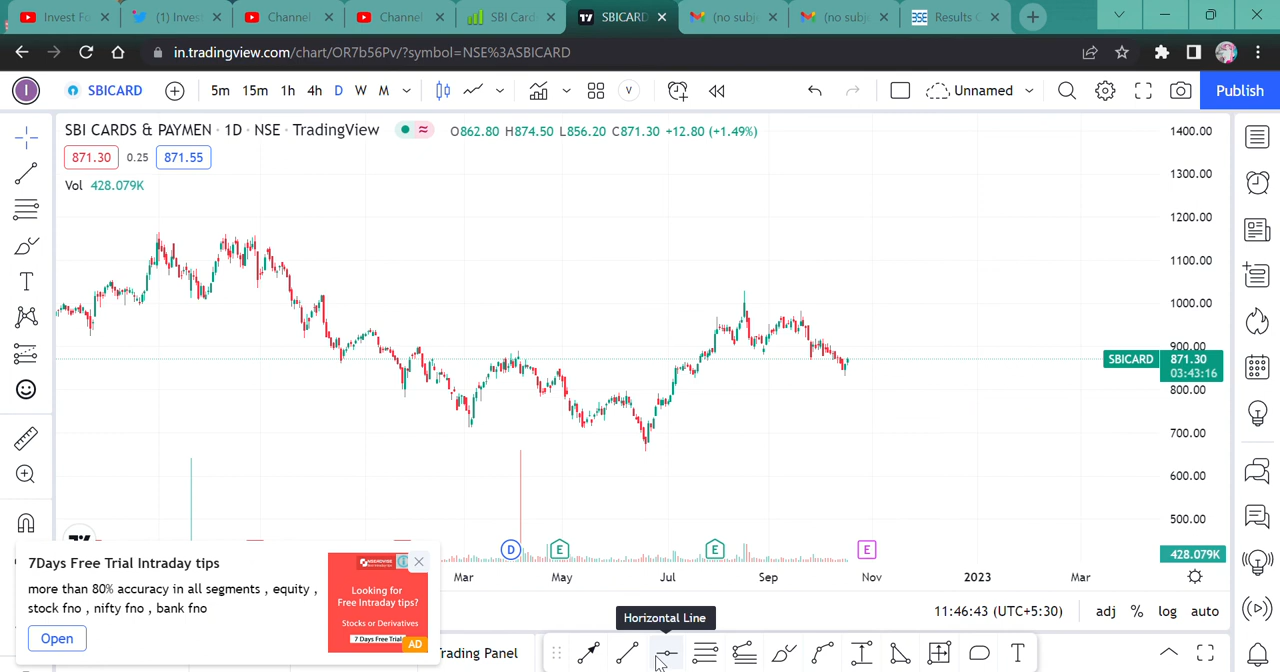 Invest Fo
(1) Invest
Channel
Channel
SBI Card
SBICARD
(no subje
(no subje
Results C
in.tradingview.com/chart/OR7b56Pv/?symbol=NSE%3ASBICARD
I
SBICARD
5m 15m 1h 4h D W M
V
Unnamed
Publish
SBI CARDS & PAYMEN · 1D · NSE · TradingView
O862.80 H874.50 L856.20 C871.30 +12.80 (+1.49%)
871.30 0.25 871.55
Vol 428.079K
1400.00
1300.00
1200.00
1100.00
1000.00
900.00
SBICARD 871.30
03:43:16
800.00
700.00
600.00
500.00
428.079K
D E E E
Mar May Jul Sep Nov 2023 Mar
7Days Free Trial Intraday tips
more than 80% accuracy in all segments , equity ,
stock fno , nifty fno , bank fno
Open
Looking for
Free Intraday tips?
Stocks or Derivatives
7 Days Free Trial
AD
11:46:43 (UTC+5:30)
adj % log auto
Horizontal Line
Trading Panel
T